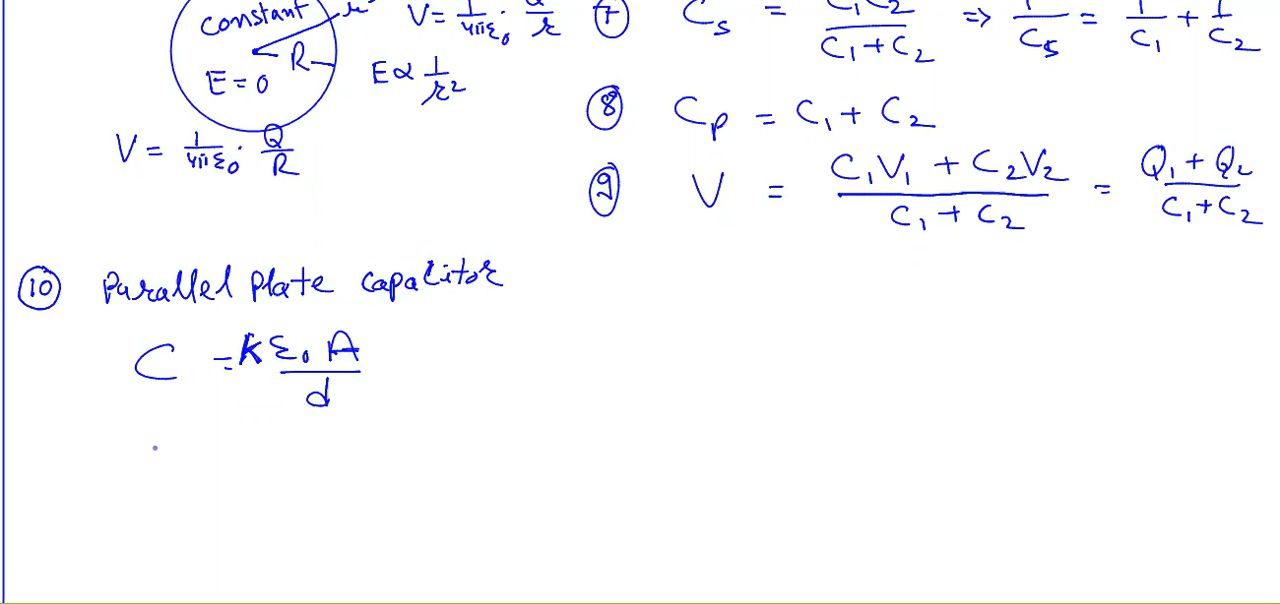 constant r
R
E = 0
V = 1/4πε₀ · Q/r
E ∝ 1/r²
V = 1/4πε₀ · Q/R
⑦ Cs = C₁C₂/C₁+C₂ ⇒ 1/Cs = 1/C₁ + 1/C₂
⑧ Cp = C₁ + C₂
⑨ V = C₁V₁ + C₂V₂/C₁ + C₂ = Q₁ + Q₂/C₁+C₂
⑩ Parallel plate capacitor
C = kε₀ A/d